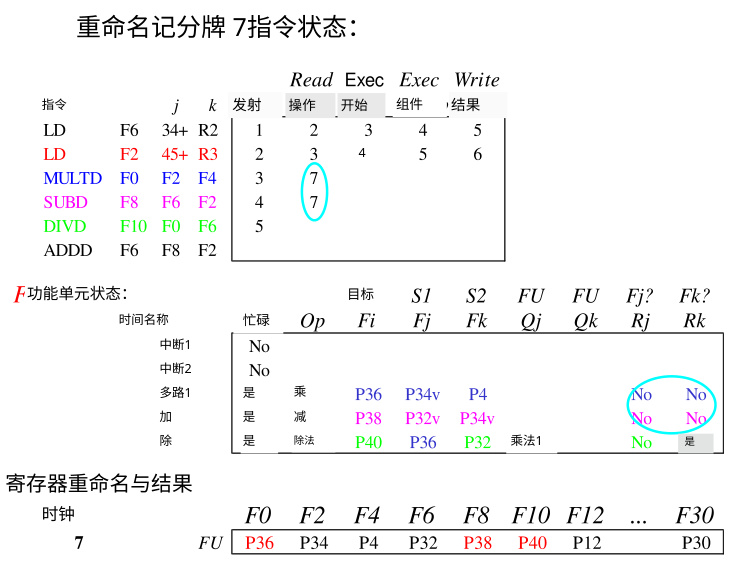 重命名记分牌 7指令状态：
Read Exec Exec Write
指令 j k 发射 操作 开始 组件 结果
LD F6 34+ R2 1 2 3 4 5
LD F2 45+ R3 2 3 4 5 6
MULTD F0 F2 F4 3 7
SUBD F8 F6 F2 4 7
DIVD F10 F0 F6 5
ADDD F6 F8 F2
F功能单元状态： 目标 S1 S2 FU FU Fj? Fk?
时间名称 忙碌 Op Fi Fj Fk Qj Qk Rj Rk
中断1 No
中断2 No
多路1 是 乘 P36 P34v P4 No No
加 是 减 P38 P32v P34v No No
除 是 除法 P40 P36 P32 乘法1 No 是
寄存器重命名与结果
时钟 F0 F2 F4 F6 F8 F10 F12 ... F30
7 FU P36 P34 P4 P32 P38 P40 P12 P30